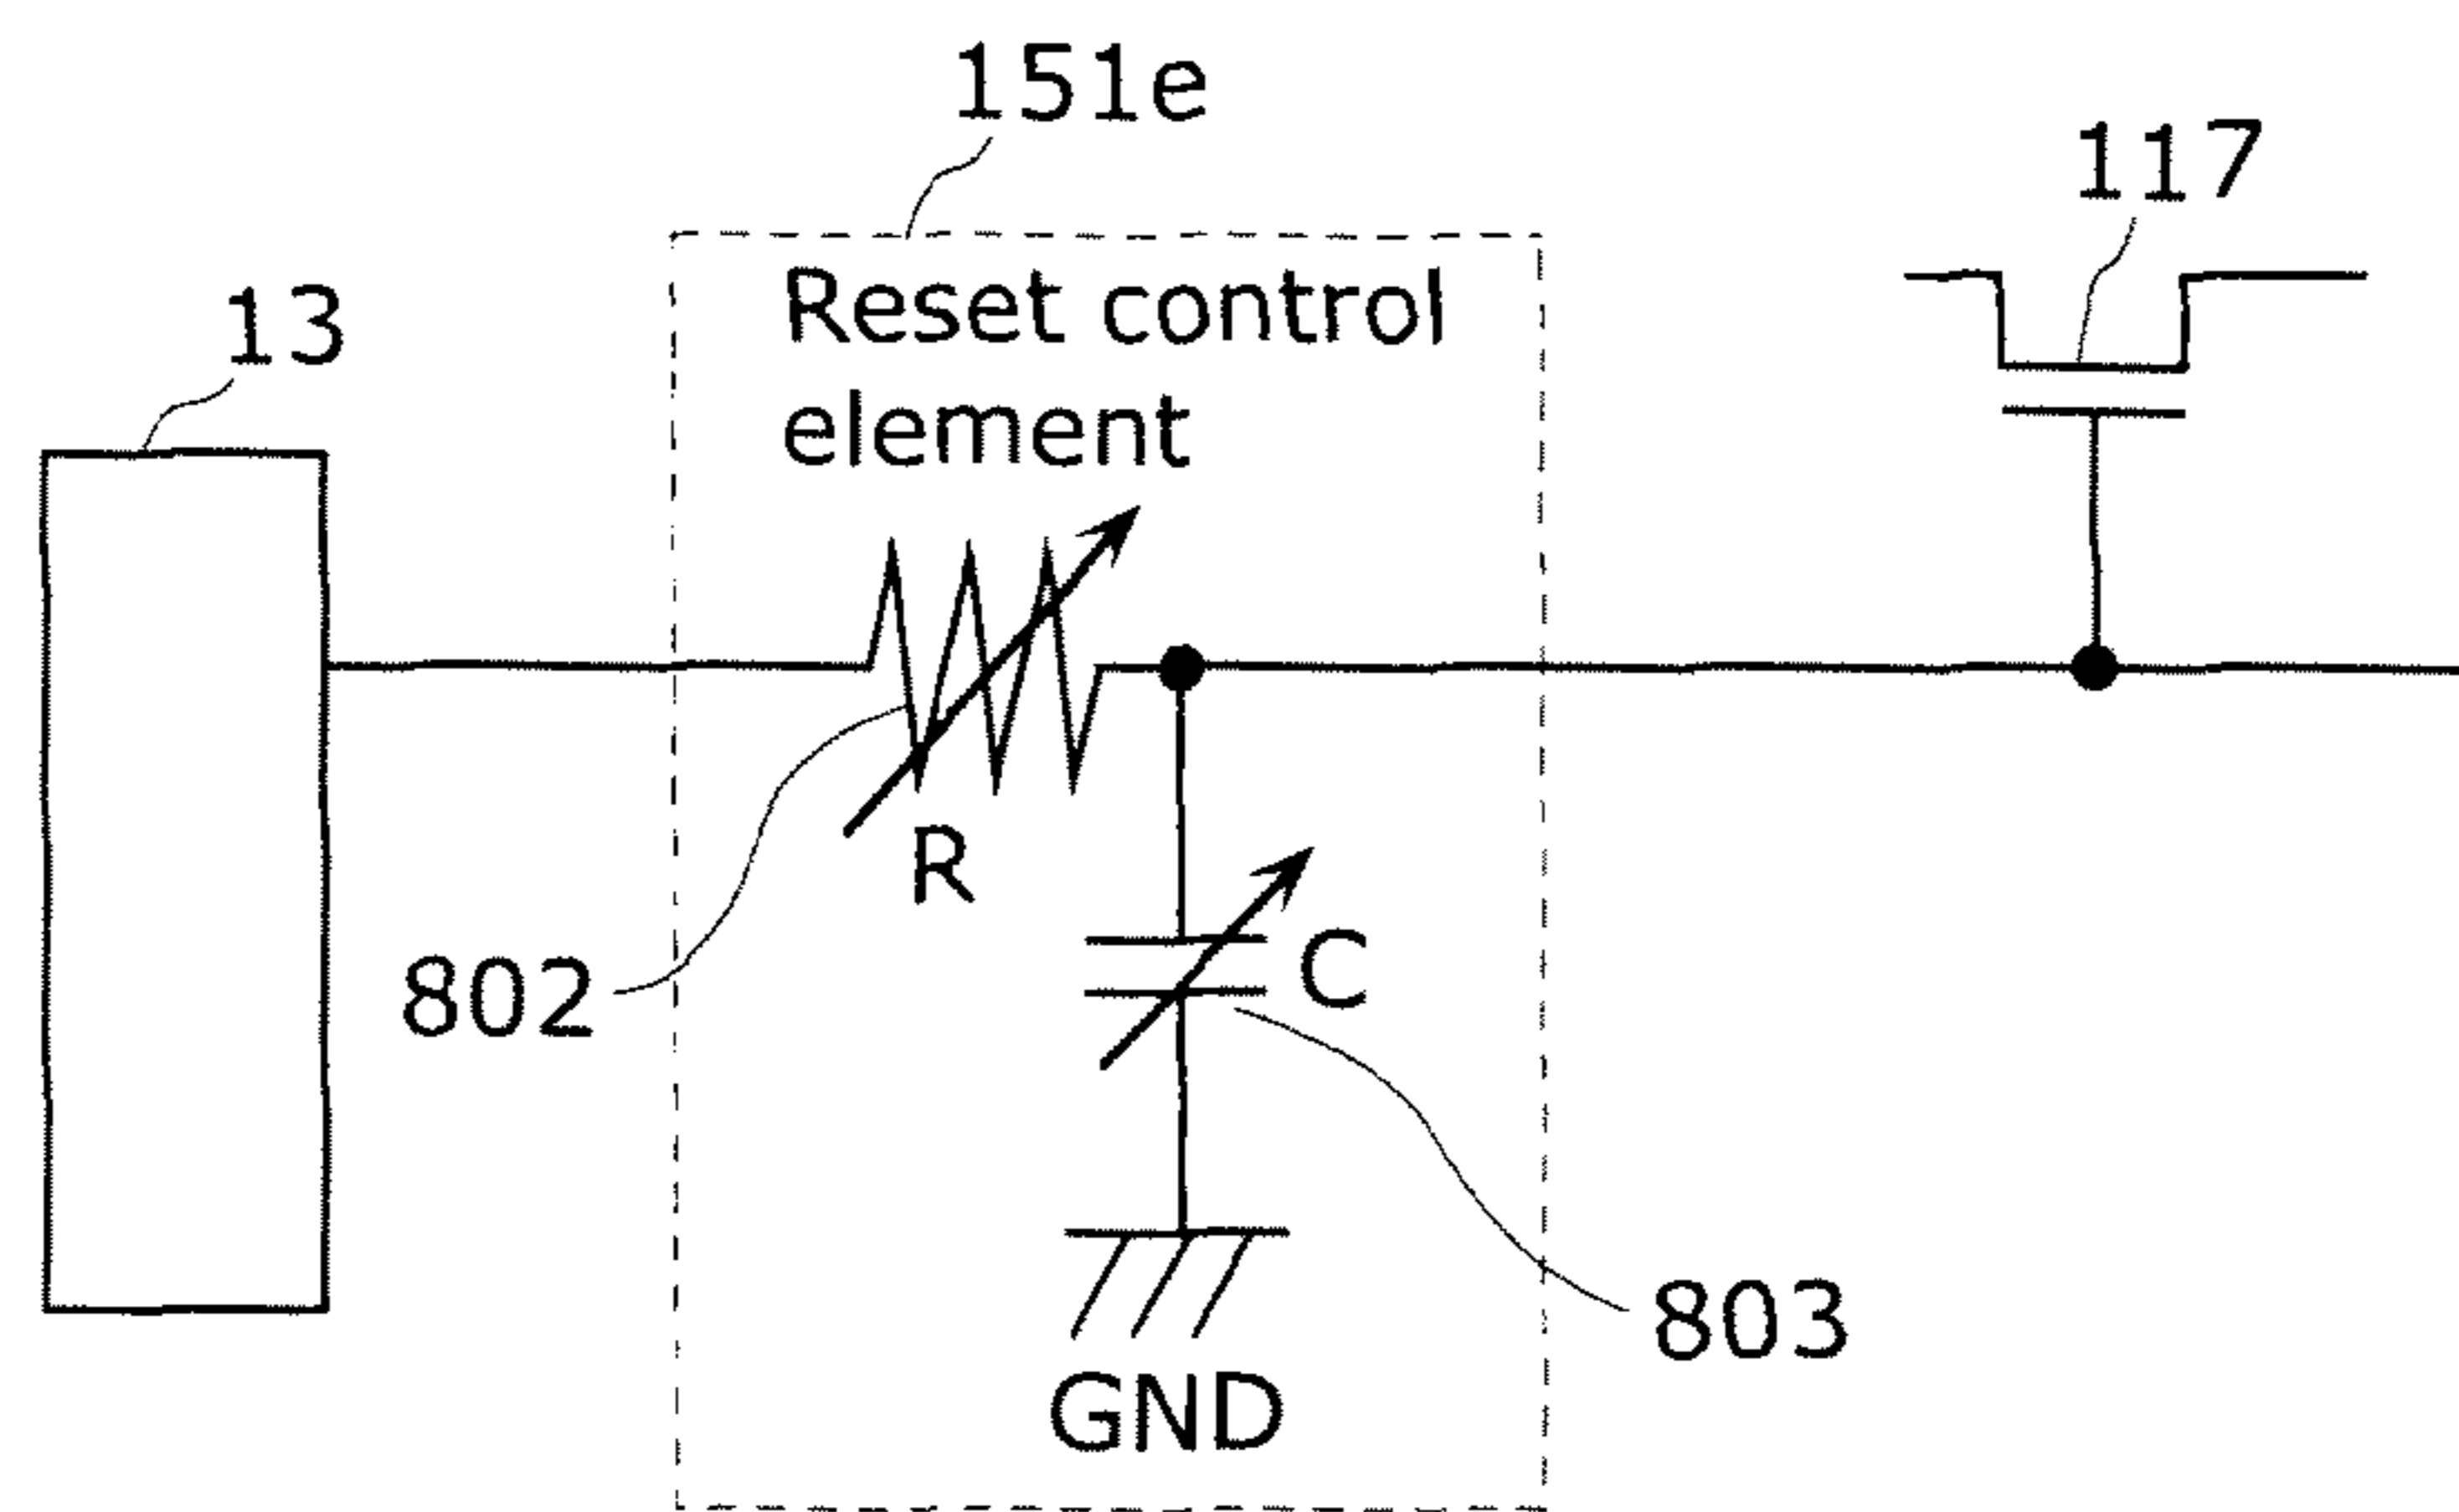 151e
117
13
Reset control
element
R
802
C
803
GND